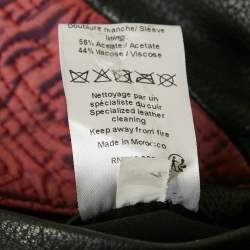 Doublure manche/ Sleeve
lining:
56% Acetate / Acetate
44% Viscose / Viscose
Nettoyage par un
spécialiste du cuir
Specialized leather
cleaning
Keep away from fire
Made in Morocco